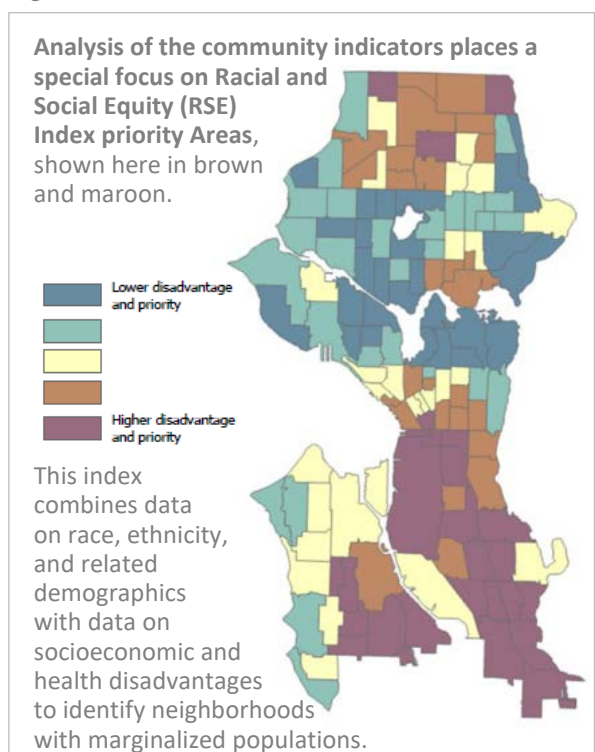 Analysis of the community indicators places a
special focus on Racial and
Social Equity (RSE)
Index priority Areas,
shown here in brown
and maroon.
Lower disadvantage
and priority
Higher disadvantage
and priority
This index
combines data
on race, ethnicity,
and related
demographics
with data on
socioeconomic and
health disadvantages
to identify neighborhoods
with marginalized populations.